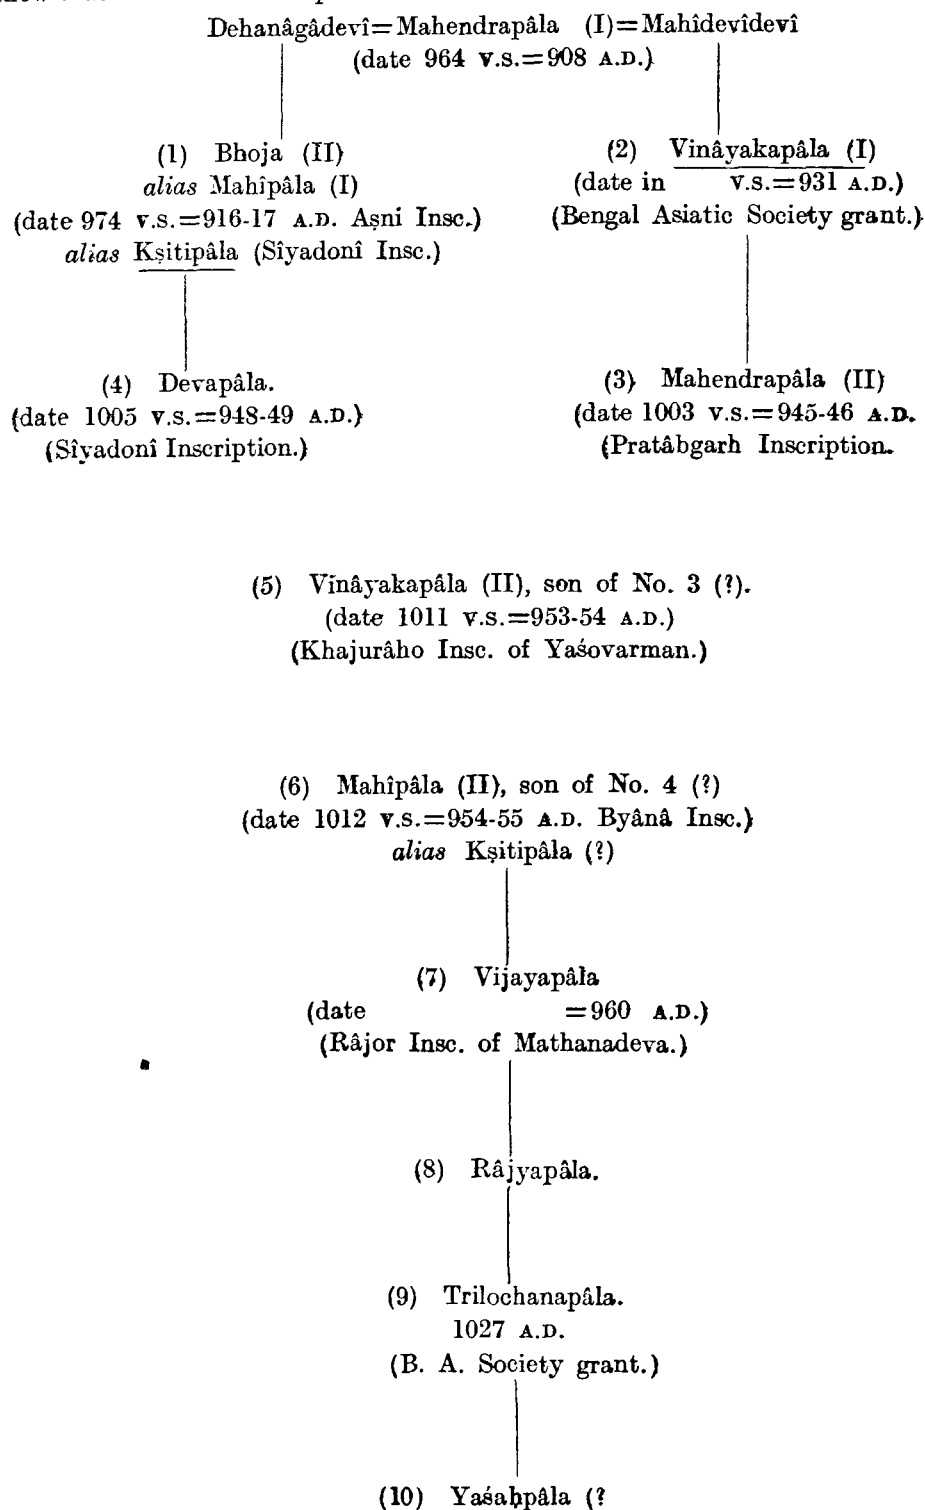 Dehanâgâdevî=Mahendrapâla (I)=Mahîdevîdevî
(date 964 V.S.=908 A.D.)
(1) Bhoja (II)
alias Mahîpâla (I)
(date 974 V.S.=916-17 A.D. Aṣni Insc.)
alias Kṣitipâla (Sîyadonî Insc.)
(2) Vinâyakapâla (I)
(date in V.S.=931 A.D.)
(Bengal Asiatic Society grant.)
(4) Devapâla.
(date 1005 V.S.=948-49 A.D.)
(Sîyadonî Inscription.)
(3) Mahendrapâla (II)
(date 1003 V.S.=945-46 A.D.
(Pratâbgarh Inscription.
(5) Vinâyakapâla (II), son of No. 3 (?).
(date 1011 V.S.=953-54 A.D.)
(Khajurâho Insc. of Yaśovarman.)
(6) Mahîpâla (II), son of No. 4 (?)
(date 1012 V.S.=954-55 A.D. Byânâ Insc.)
alias Kṣitipâla (?)
(7) Vijayapâla
(date =960 A.D.)
(Râjor Insc. of Mathanadeva.)
(8) Râjyapâla.
(9) Trilochanapâla.
1027 A.D.
(B. A. Society grant.)
(10) Yaśaḥpâla (?